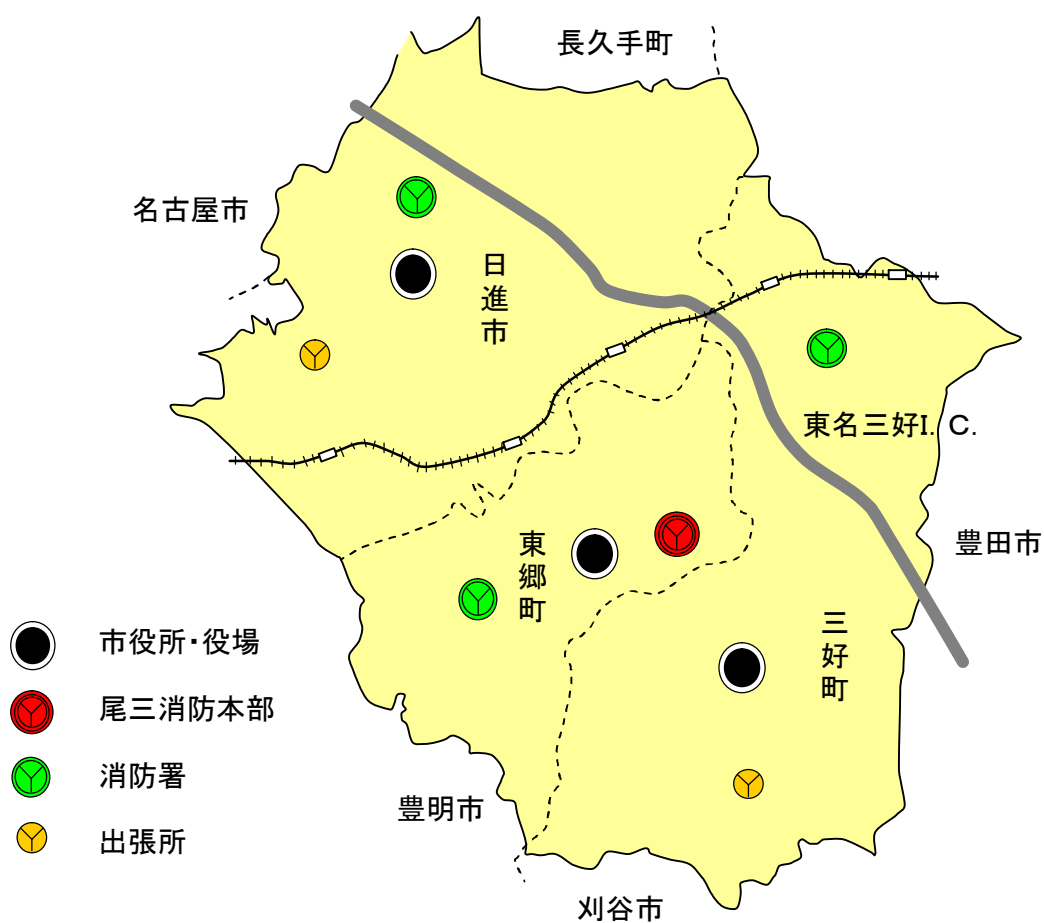 長久手町
名古屋市
日進市
東名三好I. C.
豊田市
東郷町
三好町
市役所・役場
尾三消防本部
消防署
出張所
豊明市
刈谷市